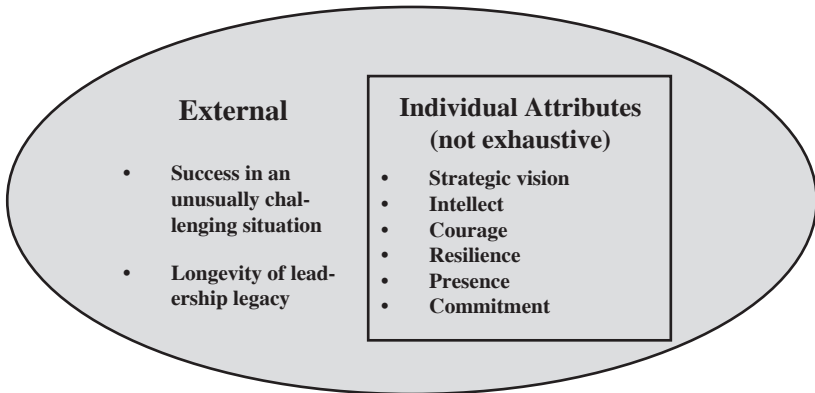 External
• Success in an
unusually chal-
lenging situation
• Longevity of lead-
ership legacy
Individual Attributes
(not exhaustive)
• Strategic vision
• Intellect
• Courage
• Resilience
• Presence
• Commitment